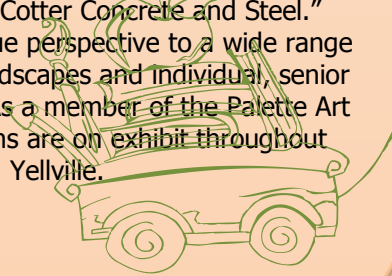 Cotter Concrete and Steel.”
ue perspective to a wide range
dscapes and individual, senior
s a member of the Palette Art
ns are on exhibit throughout
Yellville.